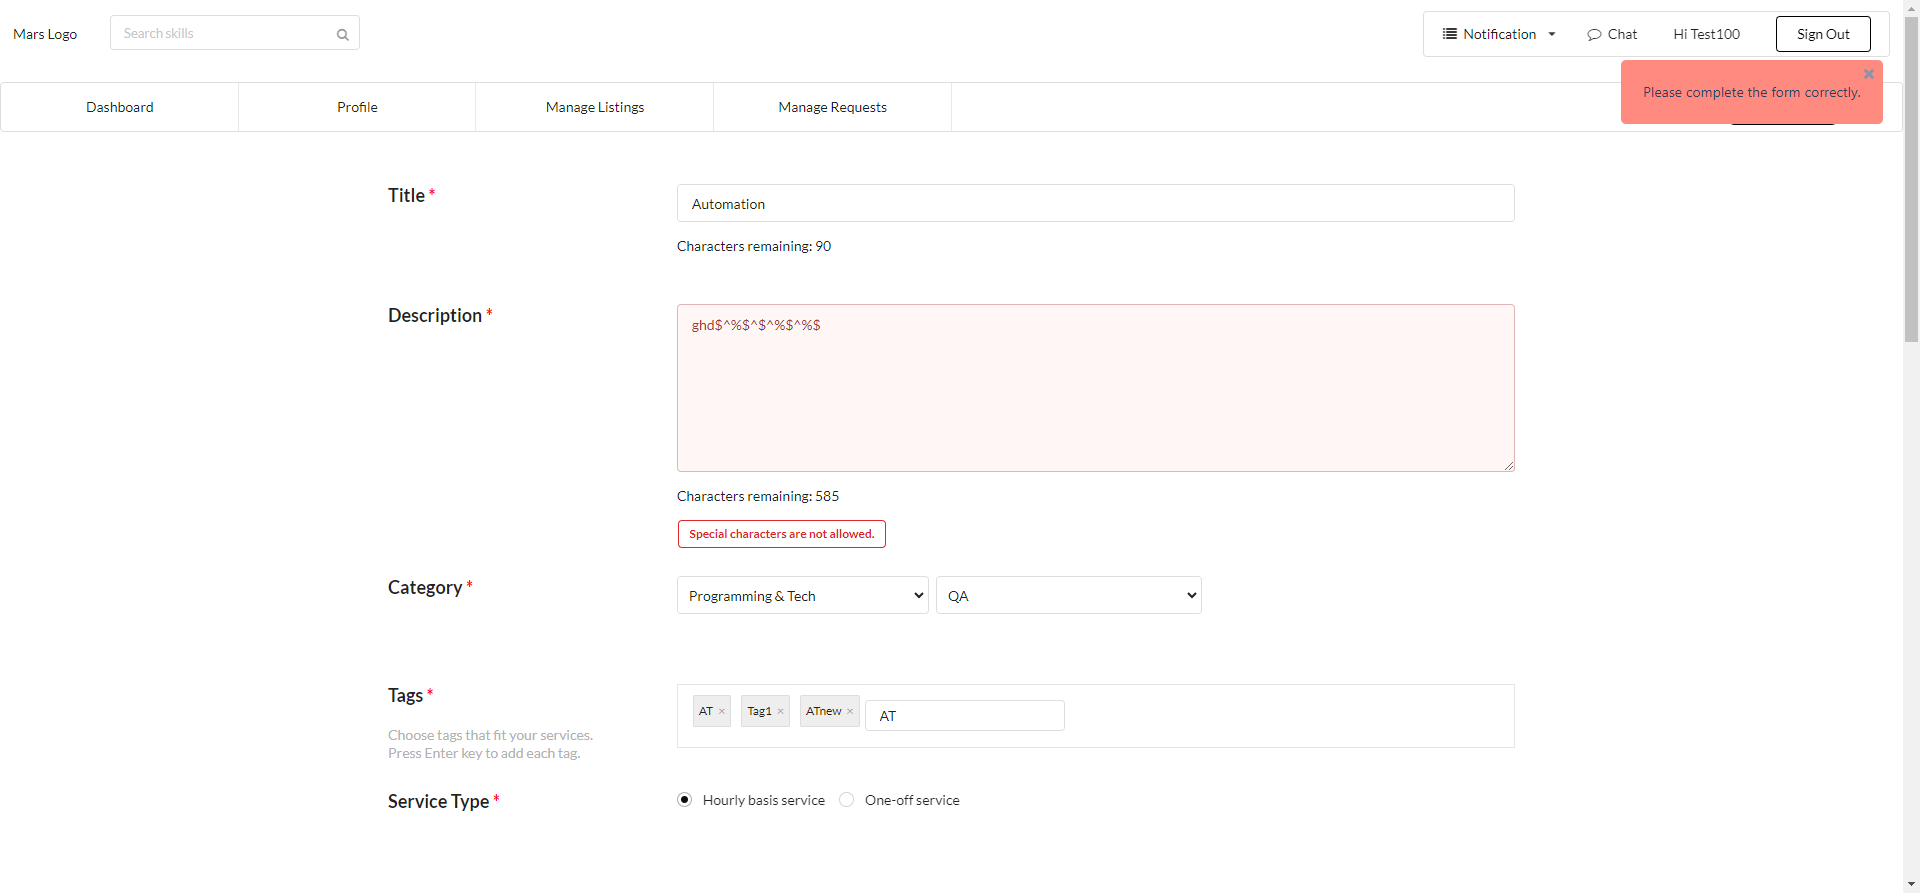 Mars Logo
Search skills
Notification
Chat
Hi Test100
Sign Out
Please complete the form correctly.
Dashboard
Profile
Manage Listings
Manage Requests
Title *
Automation
Characters remaining: 90
Description *
ghd$^%$^$^%$^%$
Characters remaining: 585
Special characters are not allowed.
Category *
Programming & Tech
QA
Tags *
AT ×
Tag1 ×
ATnew ×
AT
Choose tags that fit your services.
Press Enter key to add each tag.
Service Type *
Hourly basis service
One-off service